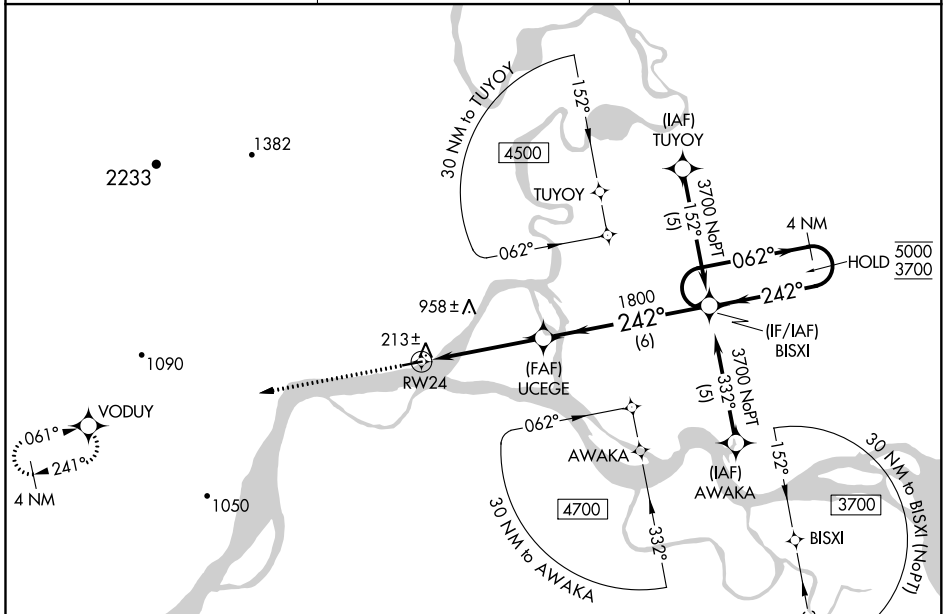 1382
2233
30 NM to TUYOY
152°
4500
TUYOY
062°
(IAF)
TUYOY
3700 NoPT
152°
(5)
4 NM
062°
HOLD
5000
3700
242°
1800
242°
(6)
(IF/IAF)
BISXI
958±
213±
(FAF)
UCEGE
RW24
1090
VODUY
061°
241°
4 NM
1050
3700 NoPT
332°
(5)
(IAF)
AWAKA
062°
AWAKA
4700
332°
30 NM to AWAKA
152°
3700
BISXI
30 NM to BISXI (NoPT)